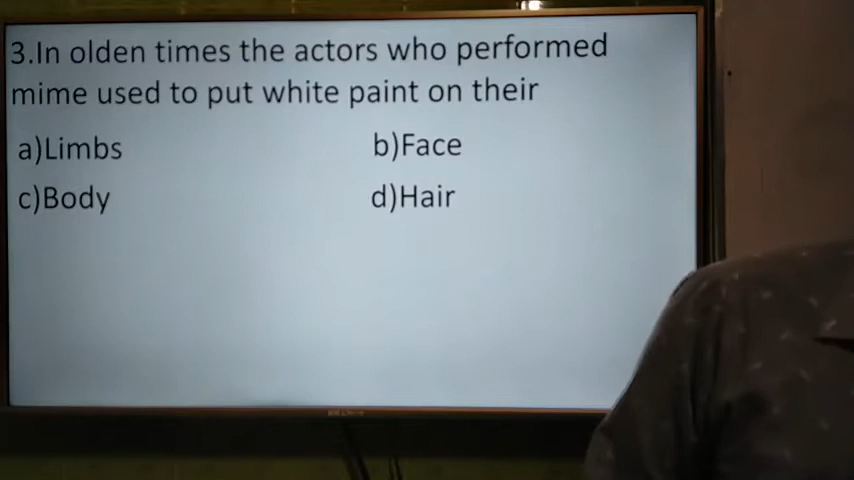 3.In olden times the actors who performed
mime used to put white paint on their
a)Limbs
b)Face
c)Body
d)Hair